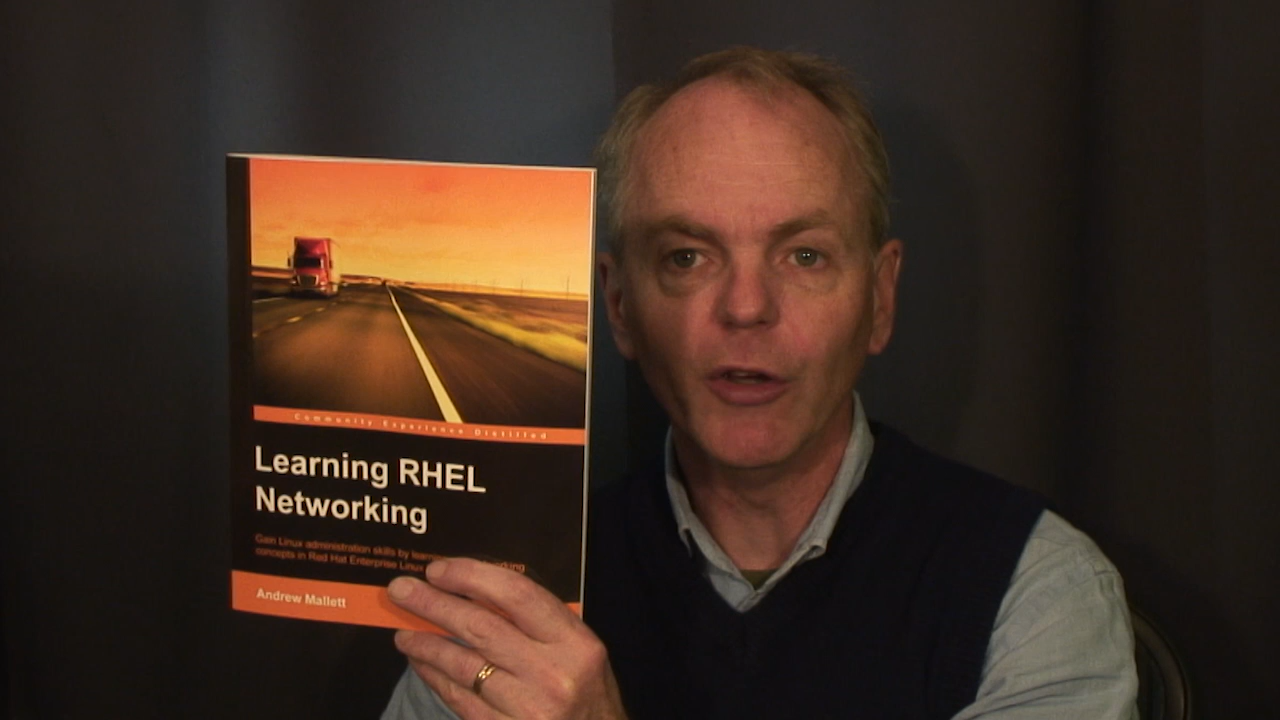 Community Experience Distilled
Learning RHEL
Networking
Gain Linux administration skills by learning
concepts in Red Hat Enterprise Linux
Andrew Mallett